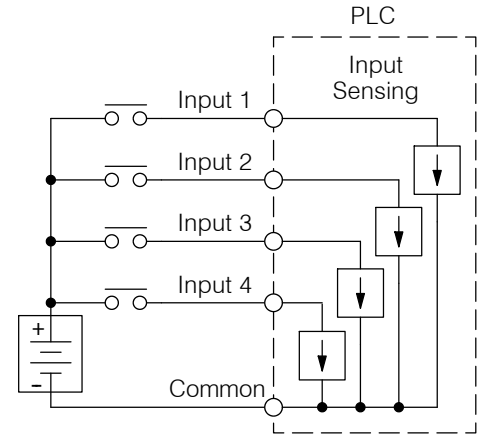 PLC
Input
Sensing
Input 1
Input 2
Input 3
Input 4
+
–
Common